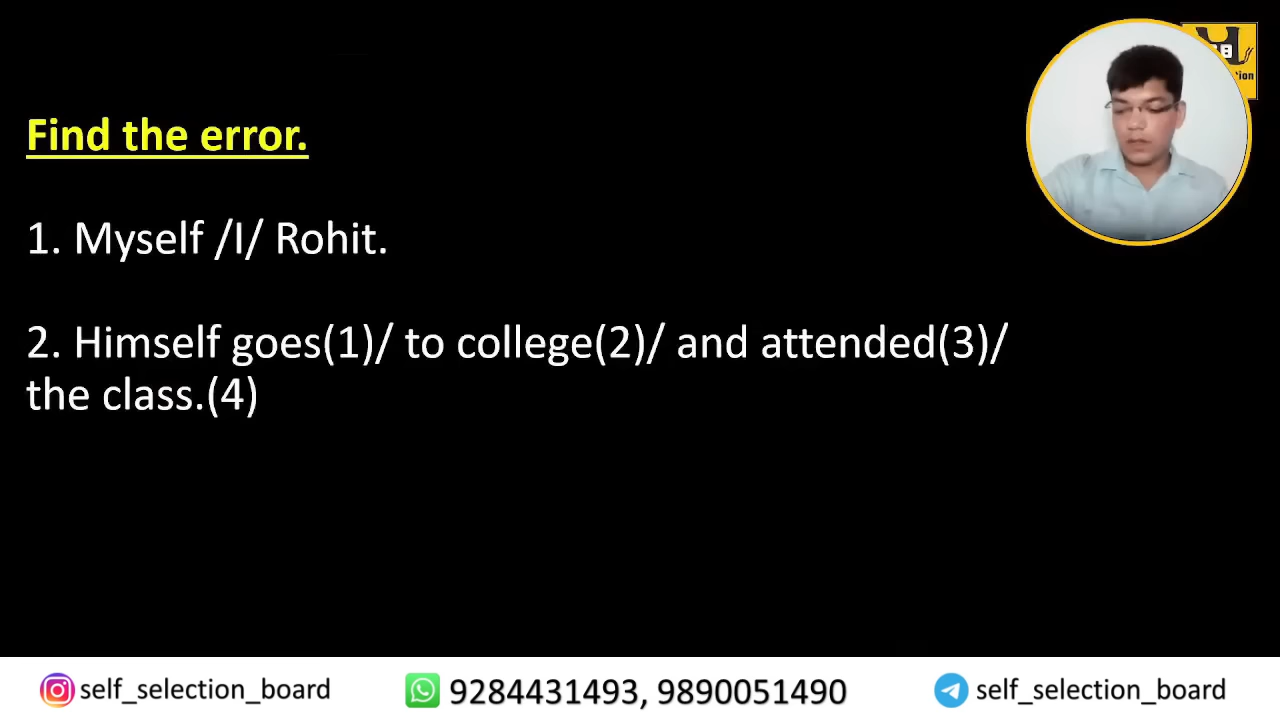 Find the error.
1. Myself /I/ Rohit.
2. Himself goes(1)/ to college(2)/ and attended(3)/
the class.(4)
self_selection_board
9284431493, 9890051490
self_selection_board